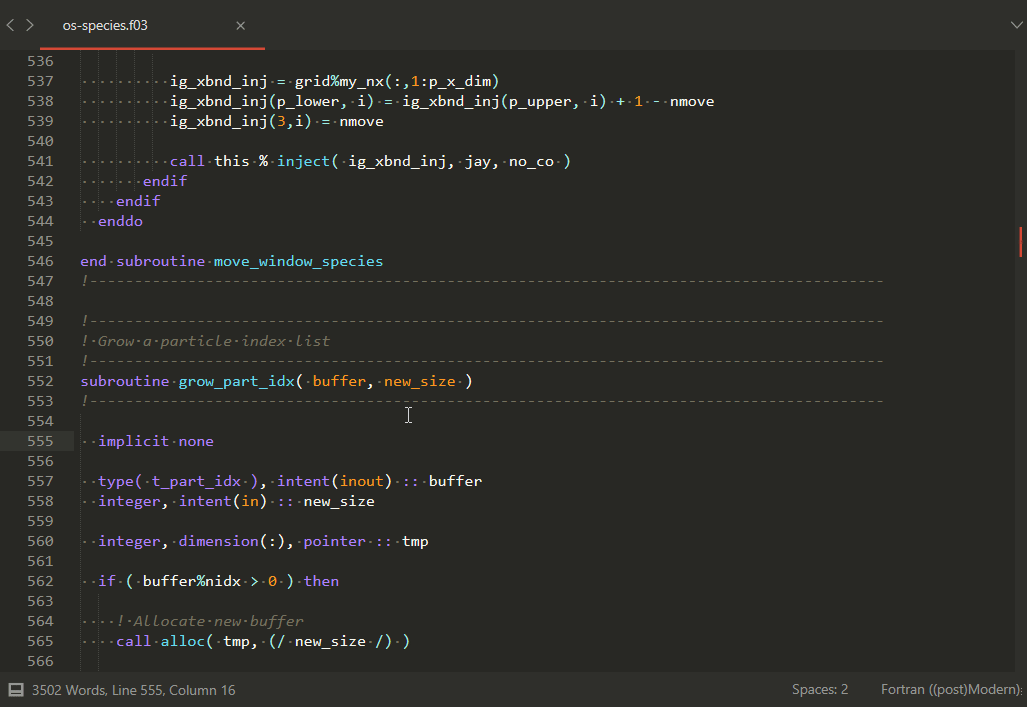 os-species.f03
536
537 ig_xbnd_inj = grid%my_nx(:,1:p_x_dim)
538 ig_xbnd_inj(p_lower, i) = ig_xbnd_inj(p_upper, i) + 1 - nmove
539 ig_xbnd_inj(3,i) = nmove
540
541 call this % inject( ig_xbnd_inj, jay, no_co )
542 endif
543 endif
544 enddo
545
546 end subroutine move_window_species
547 !-----------------------------------------------------------------------------------------
548
549 !-----------------------------------------------------------------------------------------
550 ! Grow a particle index list
551 !-----------------------------------------------------------------------------------------
552 subroutine grow_part_idx( buffer, new_size )
553 !-----------------------------------------------------------------------------------------
554
555 implicit none
556
557 type( t_part_idx ), intent(inout) :: buffer
558 integer, intent(in) :: new_size
559
560 integer, dimension(:), pointer :: tmp
561
562 if ( buffer%nidx > 0 ) then
563
564 ! Allocate new buffer
565 call alloc( tmp, (/ new_size /) )
566
3502 Words, Line 555, Column 16 Spaces: 2 Fortran ((post)Modern)